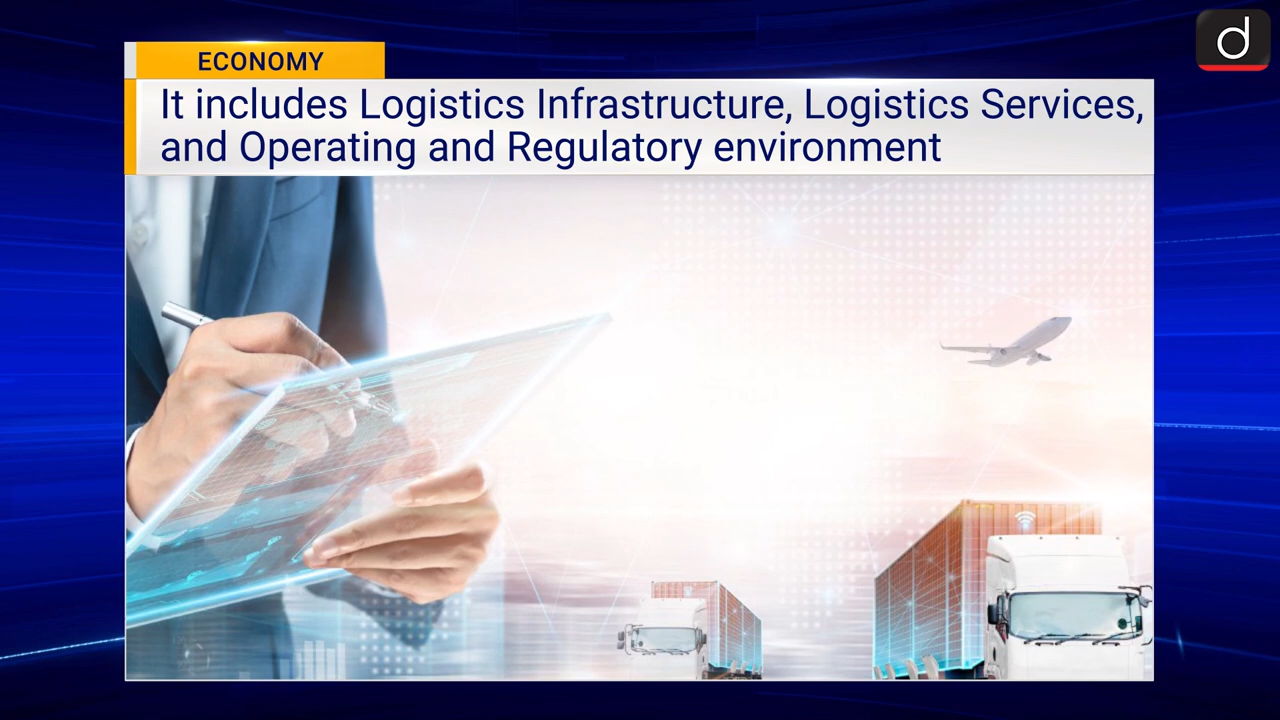 d
ECONOMY
It includes Logistics Infrastructure, Logistics Services,
and Operating and Regulatory environment